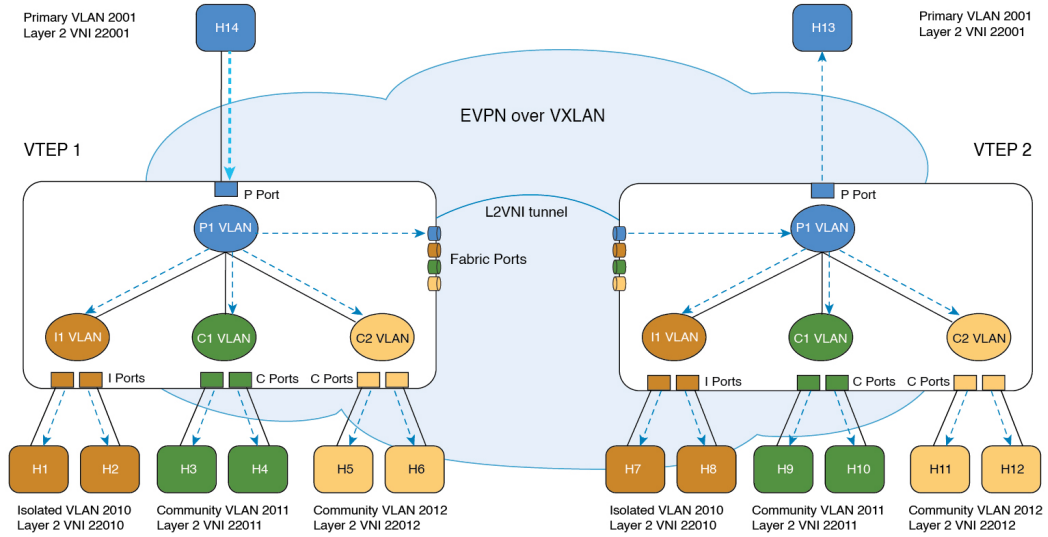 Primary VLAN 2001
Layer 2 VNI 22001
H14
H13
Primary VLAN 2001
Layer 2 VNI 22001
EVPN over VXLAN
VTEP 1
VTEP 2
P Port
P Port
P1 VLAN
L2VNI tunnel
P1 VLAN
Fabric Ports
I1 VLAN
C1 VLAN
C2 VLAN
I1 VLAN
C1 VLAN
C2 VLAN
I Ports
C Ports
C Ports
I Ports
C Ports
C Ports
H1
H2
H3
H4
H5
H6
H7
H8
H9
H10
H11
H12
Isolated VLAN 2010
Layer 2 VNI 22010
Community VLAN 2011
Layer 2 VNI 22011
Community VLAN 2012
Layer 2 VNI 22012
Isolated VLAN 2010
Layer 2 VNI 22010
Community VLAN 2011
Layer 2 VNI 22011
Community VLAN 2012
Layer 2 VNI 22012